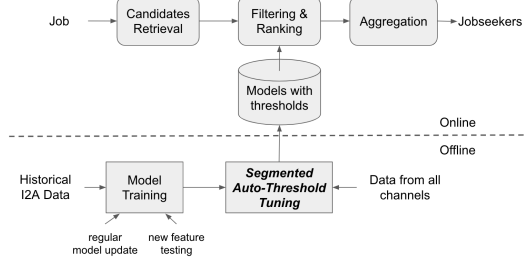 Job
Candidates
Retrieval
Filtering &
Ranking
Aggregation
Jobseekers
Models with
thresholds
Online
Offline
Historical
I2A Data
Model
Training
Segmented
Auto-Threshold
Tuning
Data from all
channels
regular
model update
new feature
testing